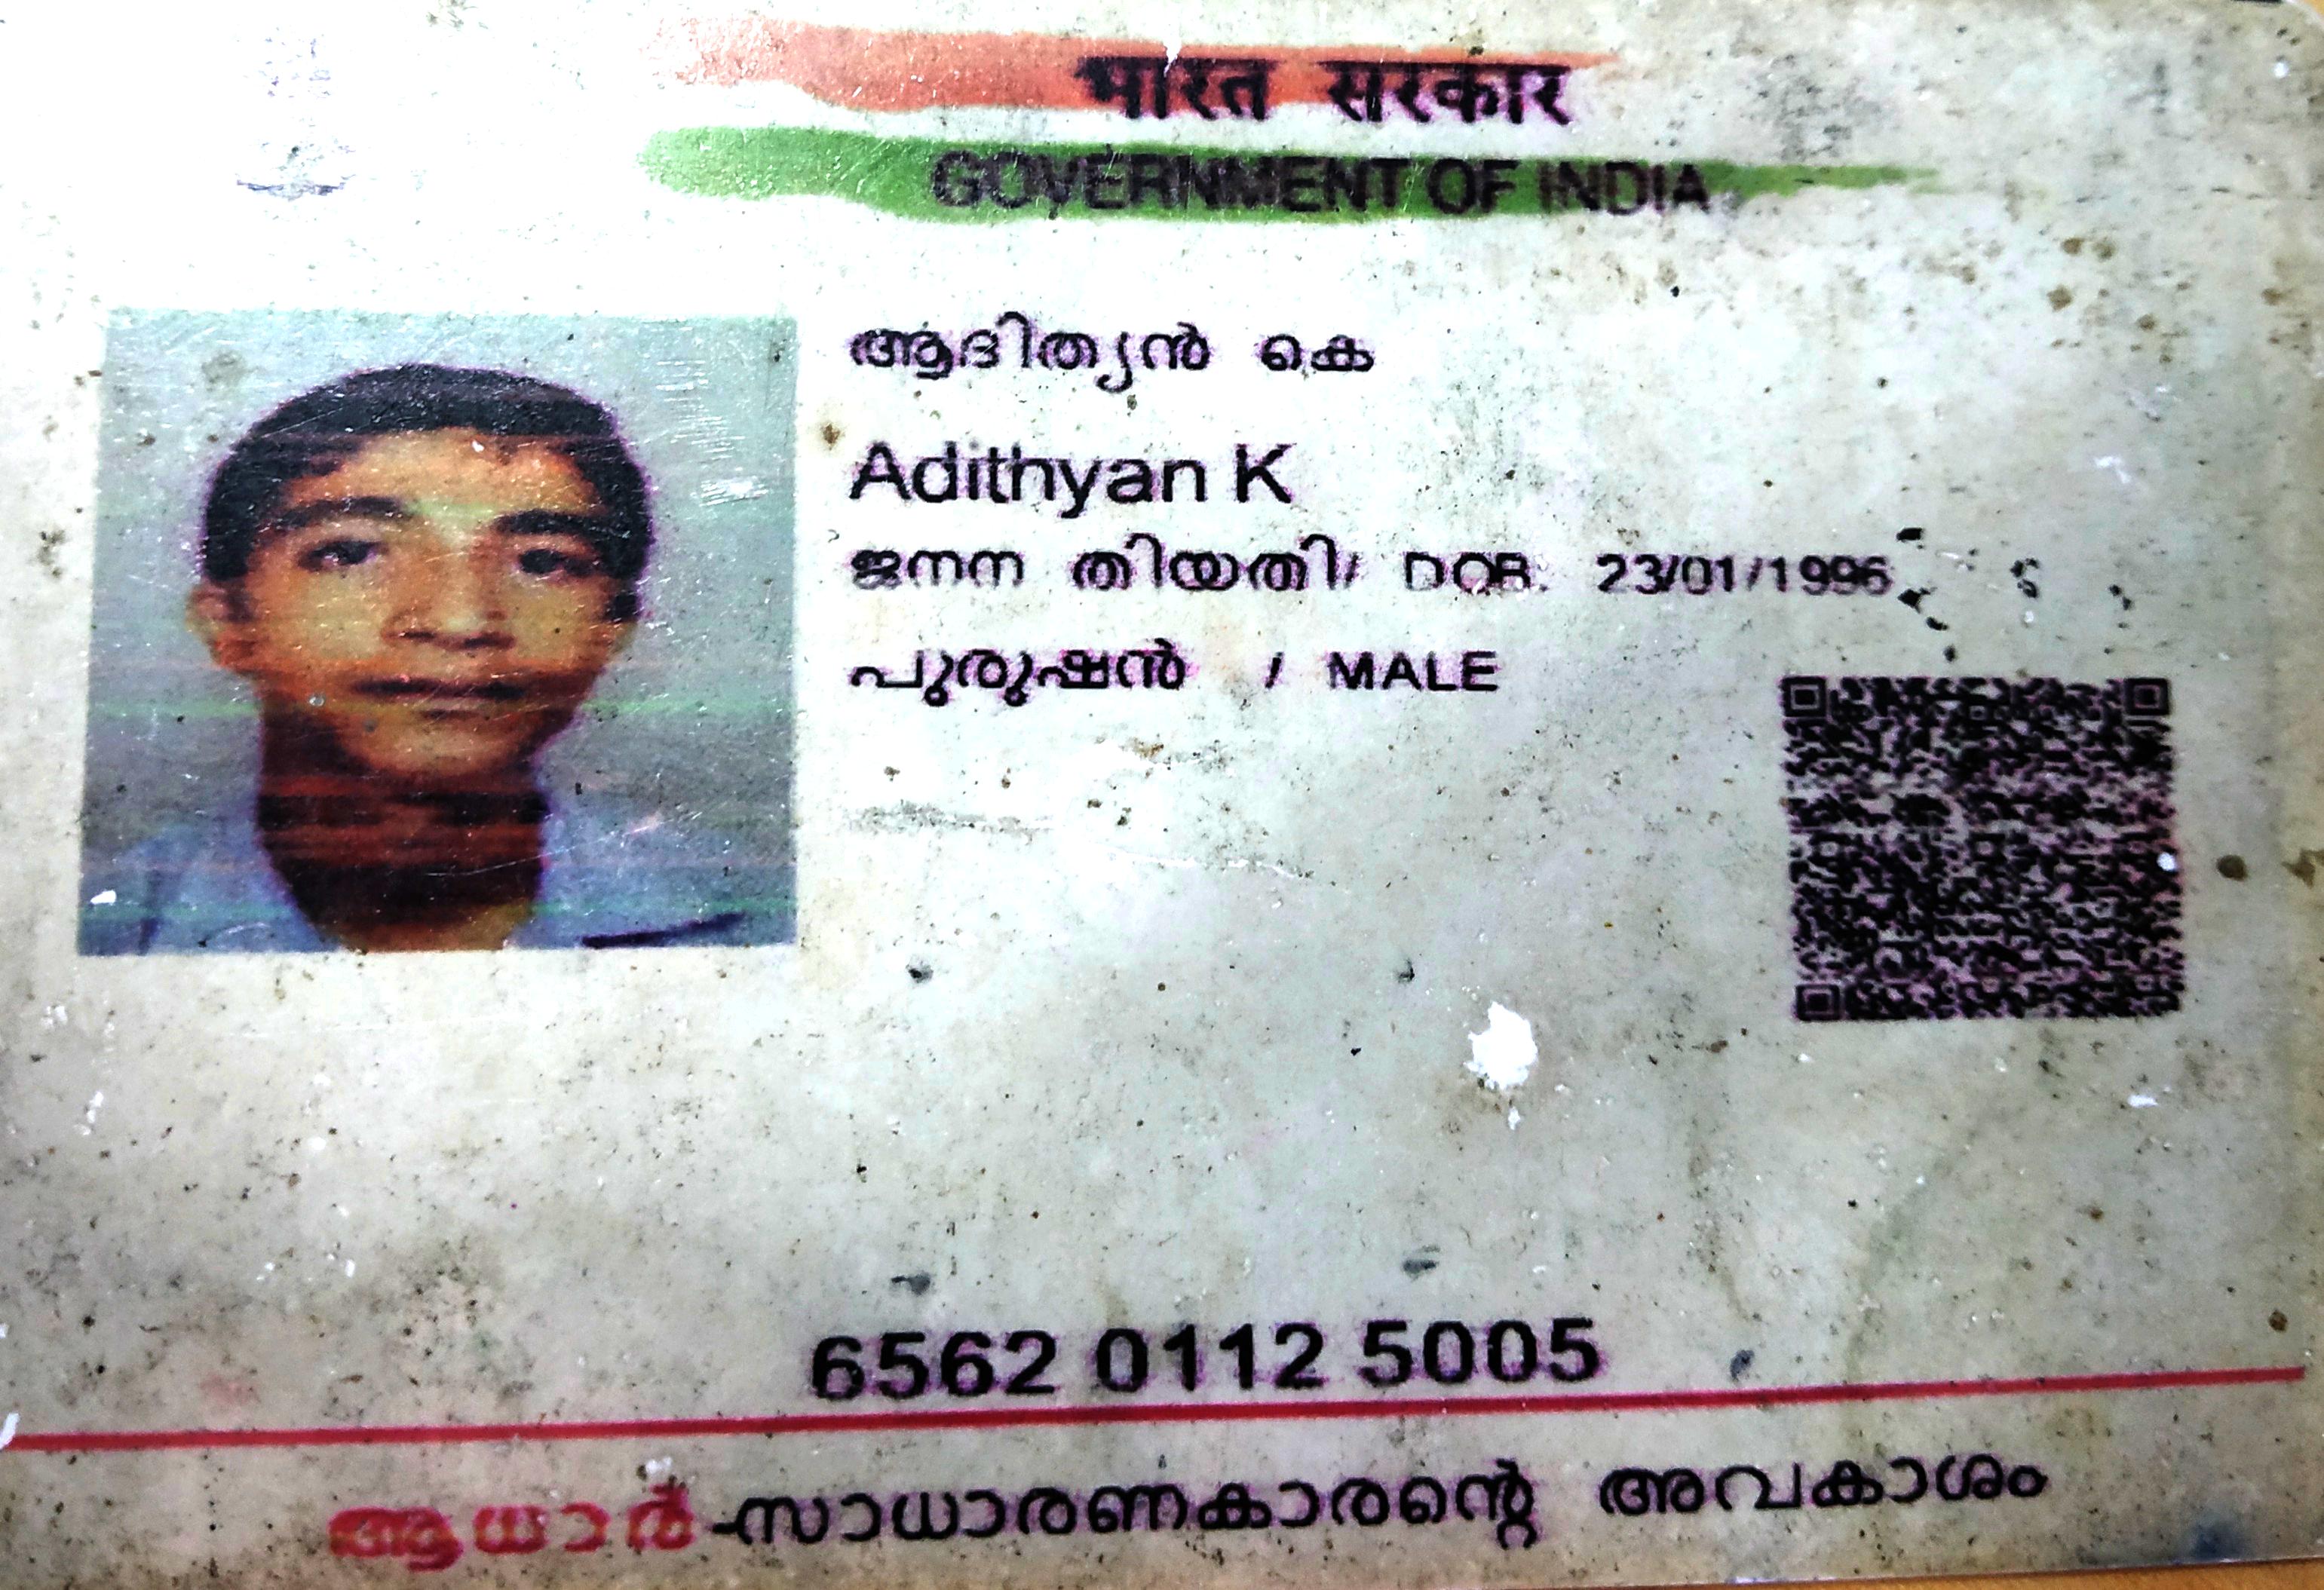 भारत सरकार
GOVERNMENT OF INDIA
ആദിത്യൻ കെ
Adithyan K
ജനന തിയതി/ DOB. 23/01/1996
പുരുഷൻ / MALE
6562 0112 5005
ആധാർ-സാധാരണകാരന്റെ അവകാശം